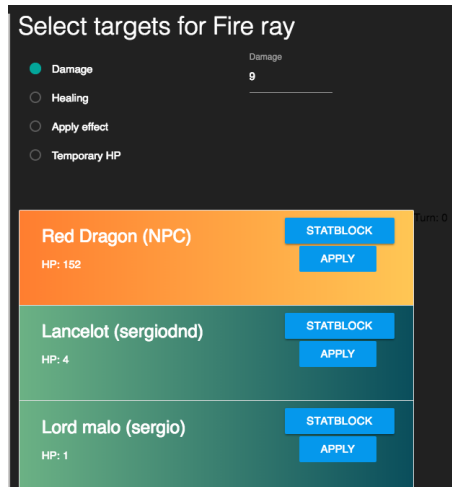 Select targets for Fire ray
Damage
Healing
Apply effect
Temporary HP
Damage
9
Turn: 0
Red Dragon (NPC)
HP: 152
STATBLOCK
APPLY
Lancelot (sergiodnd)
HP: 4
STATBLOCK
APPLY
Lord malo (sergio)
HP: 1
STATBLOCK
APPLY